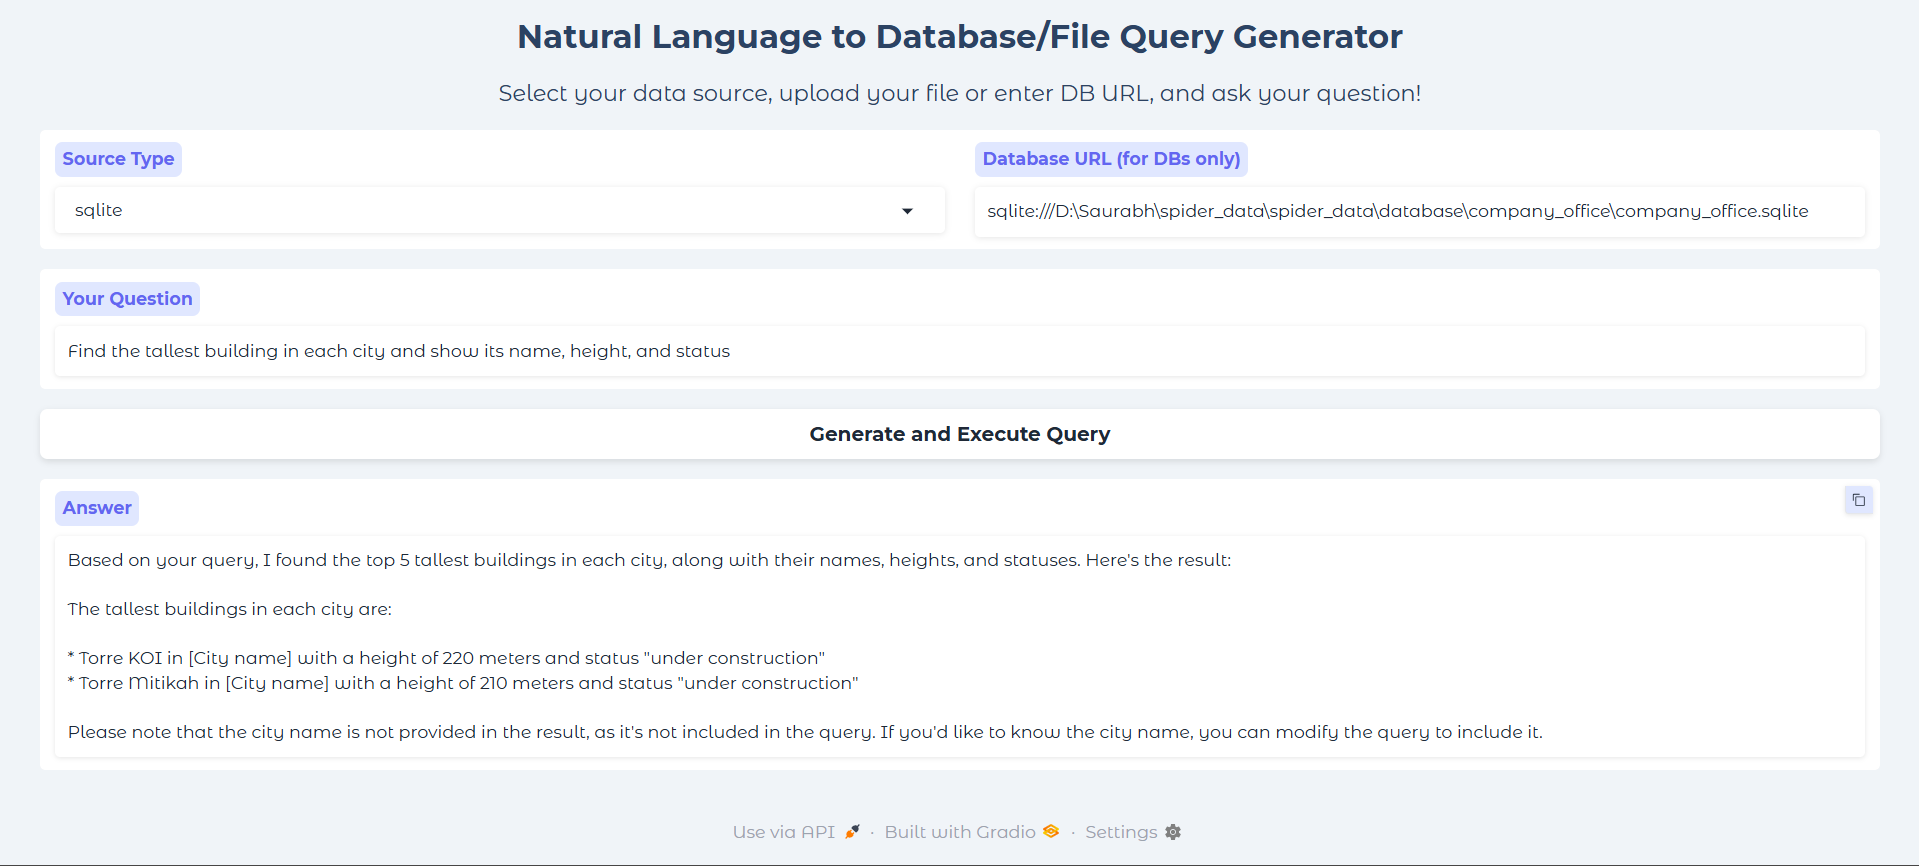 Natural Language to Database/File Query Generator
Select your data source, upload your file or enter DB URL, and ask your question!
Source Type
sqlite
Database URL (for DBs only)
sqlite:///D:\Saurabh\spider_data\spider_data\database\company_office\company_office.sqlite
Your Question
Find the tallest building in each city and show its name, height, and status
Generate and Execute Query
Answer
Based on your query, I found the top 5 tallest buildings in each city, along with their names, heights, and statuses. Here's the result:
The tallest buildings in each city are:
* Torre KOI in [City name] with a height of 220 meters and status "under construction"
* Torre Mitikah in [City name] with a height of 210 meters and status "under construction"
Please note that the city name is not provided in the result, as it's not included in the query. If you'd like to know the city name, you can modify the query to include it.
Use via API · Built with Gradio · Settings